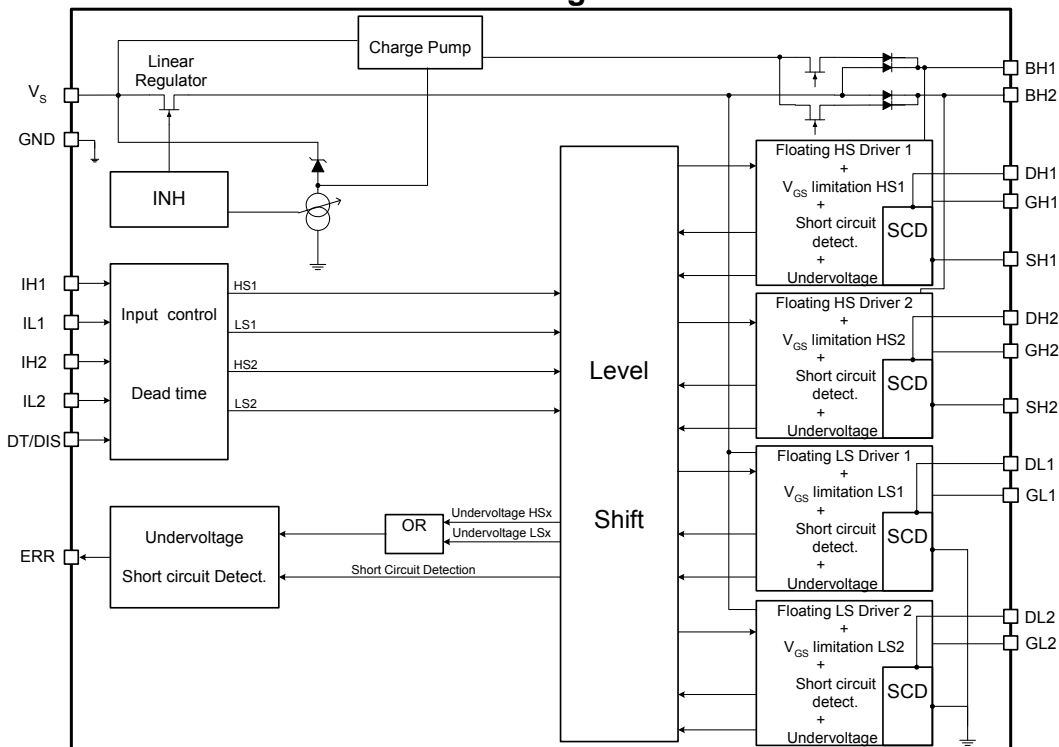 Charge Pump
Linear
Regulator
V_S
GND
INH
BH1
BH2
IH1
IL1
IH2
IL2
DT/DIS
Input control
Dead time
HS1
LS1
HS2
LS2
Level
Shift
Floating HS Driver 1
+
V_GS limitation HS1
+
Short circuit
detect.
+
Undervoltage
SCD
DH1
GH1
SH1
Floating HS Driver 2
+
V_GS limitation HS2
+
Short circuit
detect.
+
Undervoltage
SCD
DH2
GH2
SH2
Floating LS Driver 1
+
V_GS limitation LS1
+
Short circuit
detect.
+
Undervoltage
SCD
DL1
GL1
Floating LS Driver 2
+
V_GS limitation LS2
+
Short circuit
detect.
+
Undervoltage
SCD
DL2
GL2
ERR
Undervoltage
Short circuit Detect.
OR
Undervoltage HSx
Undervoltage LSx
Short Circuit Detection